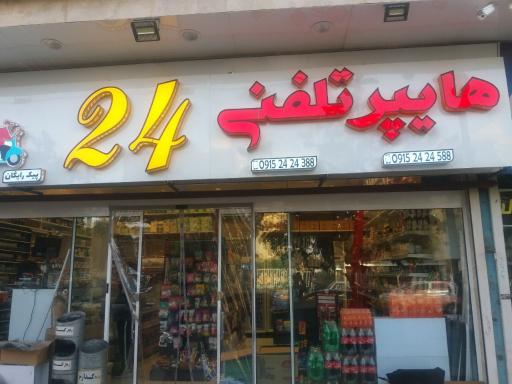 هایپر تلفنی 24
0915 24 24 588
0915 24 24 388
پیک رایگان